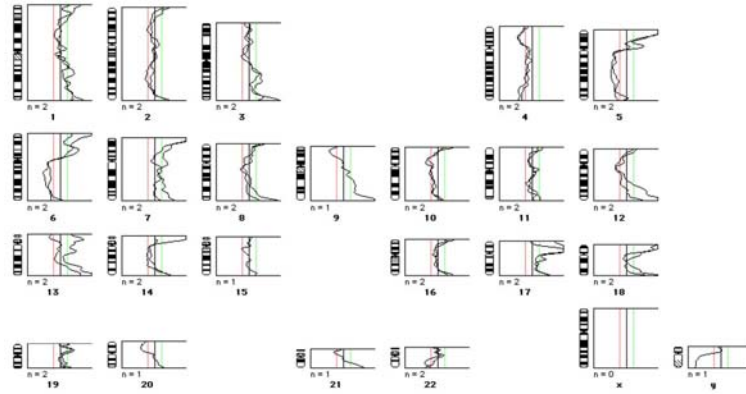 n = 2 n = 2 n = 2 n = 2 n = 2
1 2 3 4 5
n = 2 n = 2 n = 2 n = 1 n = 2 n = 2 n = 2
6 7 8 9 10 11 12
n = 2 n = 2 n = 1 n = 2 n = 2 n = 2
13 14 15 16 17 18
n = 2 n = 1 n = 1 n = 2 n = 0 n = 1
19 20 21 22 x y